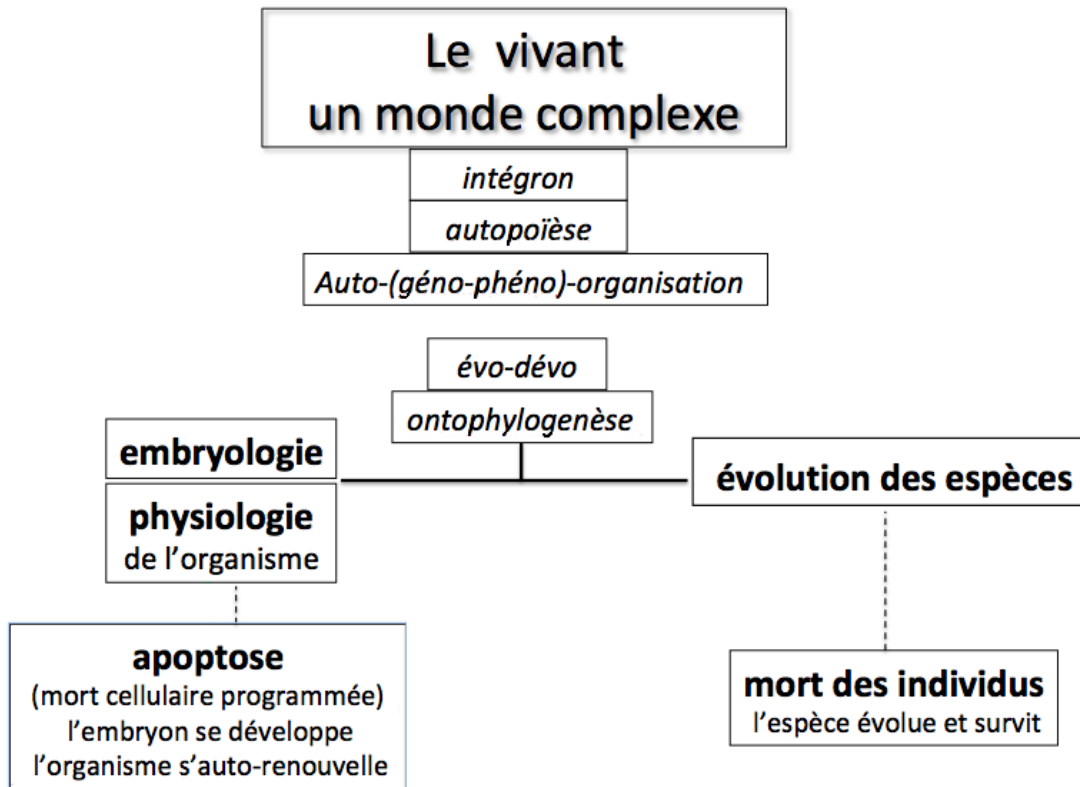 Le vivant
un monde complexe
intégron
autopoïèse
Auto-(géno-phéno)-organisation
évo-dévo
ontophylogenèse
embryologie
physiologie
de l'organisme
évolution des espèces
apoptose
(mort cellulaire programmée)
l'embryon se développe
l'organisme s'auto-renouvelle
mort des individus
l'espèce évolue et survit